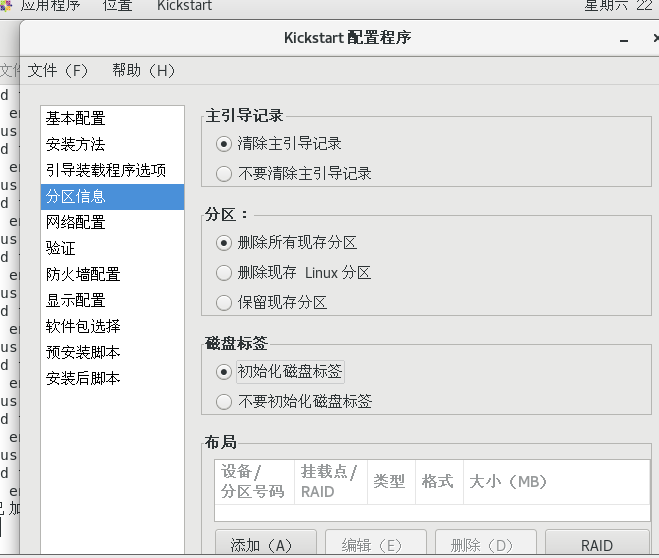 应用程序 位置 Kickstart 星期六 22
Kickstart 配置程序
文件（F） 帮助（H）
基本配置
安装方法
引导装载程序选项
分区信息
网络配置
验证
防火墙配置
显示配置
软件包选择
预安装脚本
安装后脚本
主引导记录
清除主引导记录
不要清除主引导记录
分区：
删除所有现存分区
删除现存 Linux 分区
保留现存分区
磁盘标签
初始化磁盘标签
不要初始化磁盘标签
布局
设备/
分区号码
挂载点/
RAID
类型
格式
大小（MB）
添加（A）
编辑（E）
删除（D）
RAID